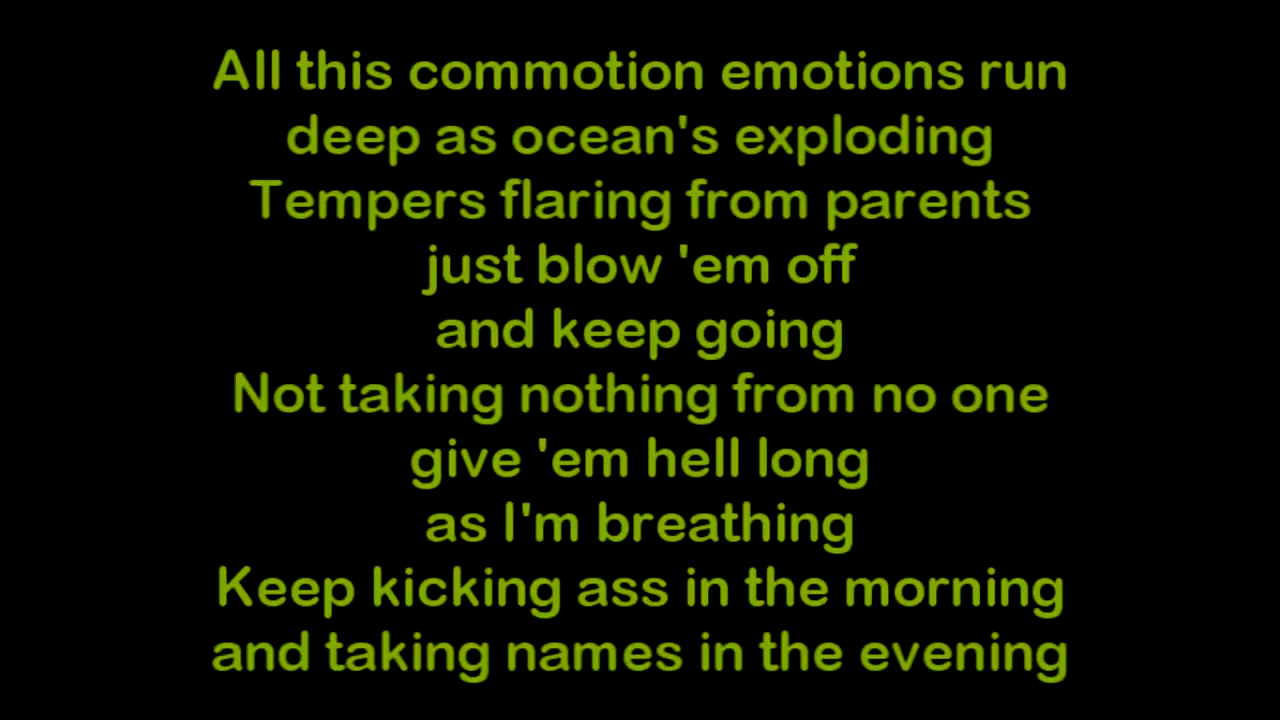 All this commotion emotions run
deep as ocean's exploding
Tempers flaring from parents
just blow 'em off
and keep going
Not taking nothing from no one
give 'em hell long
as I'm breathing
Keep kicking ass in the morning
and taking names in the evening